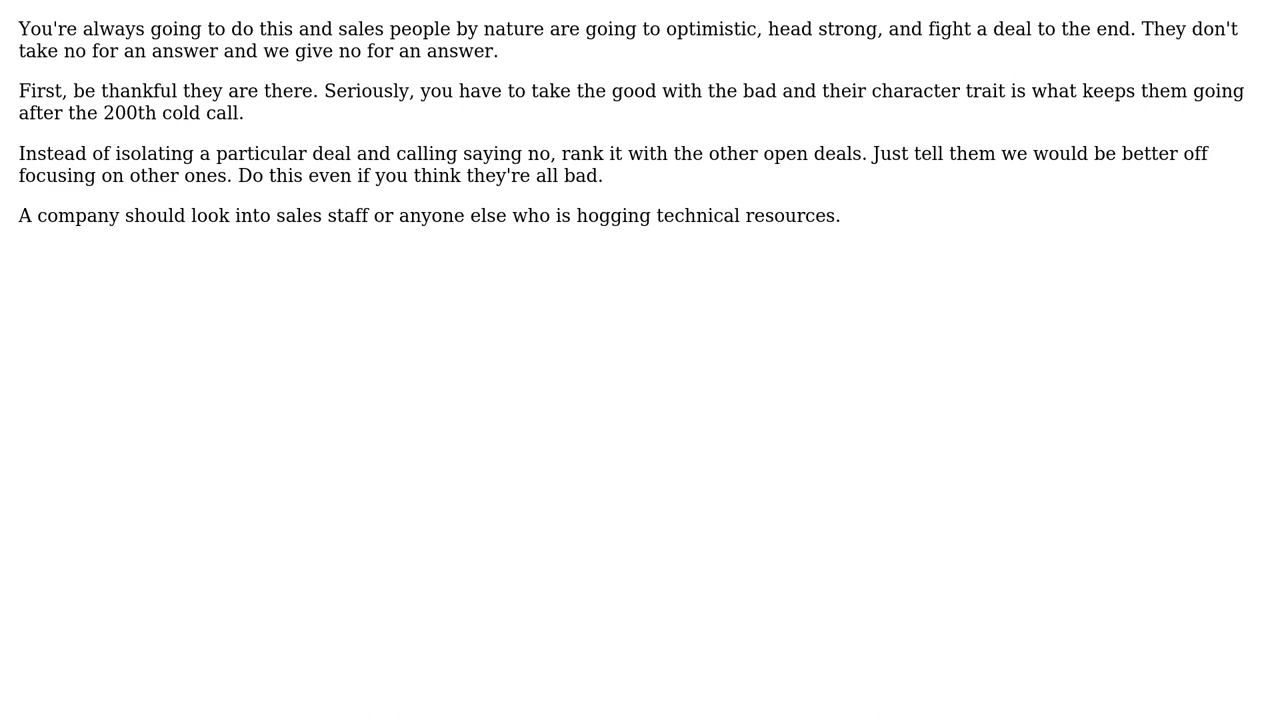 You're always going to do this and sales people by nature are going to optimistic, head strong, and fight a deal to the end. They don't
take no for an answer and we give no for an answer.
First, be thankful they are there. Seriously, you have to take the good with the bad and their character trait is what keeps them going
after the 200th cold call.
Instead of isolating a particular deal and calling saying no, rank it with the other open deals. Just tell them we would be better off
focusing on other ones. Do this even if you think they're all bad.
A company should look into sales staff or anyone else who is hogging technical resources.